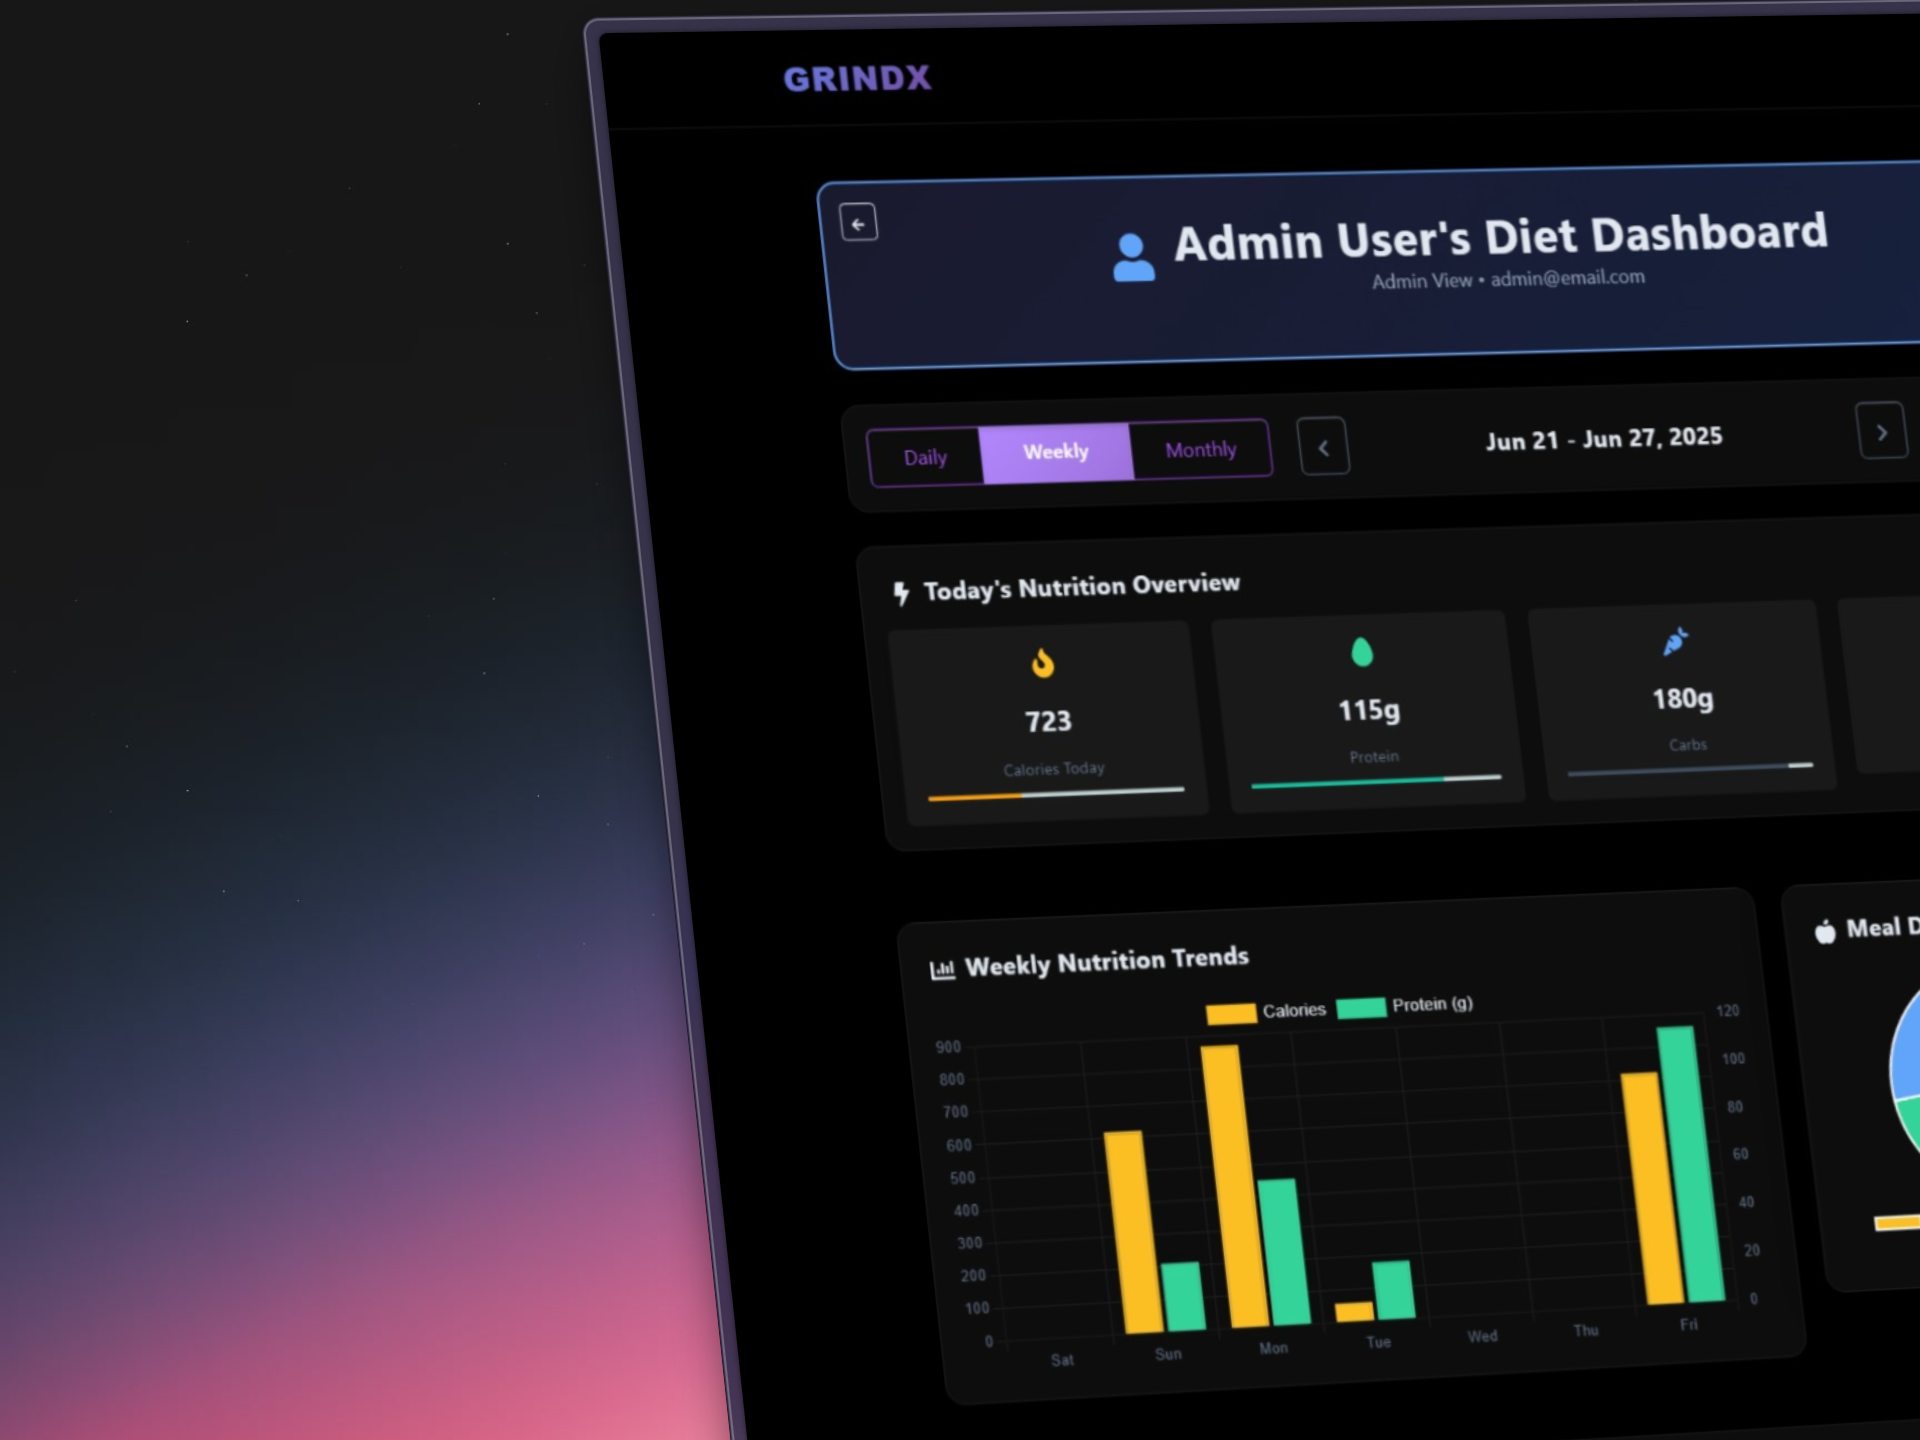 GRINDX
Admin User's Diet Dashboard
Admin View • admin@email.com
Daily Weekly Monthly Jun 21 - Jun 27, 2025
Today's Nutrition Overview
723 115g 180g
Calories Today Protein Carbs
Weekly Nutrition Trends
Meal D
Calories Protein (g)
900
800
700
600
500
400
300
200
100
0
120
100
80
60
40
20
0
Sat Sun Mon Tue Wed Thu Fri